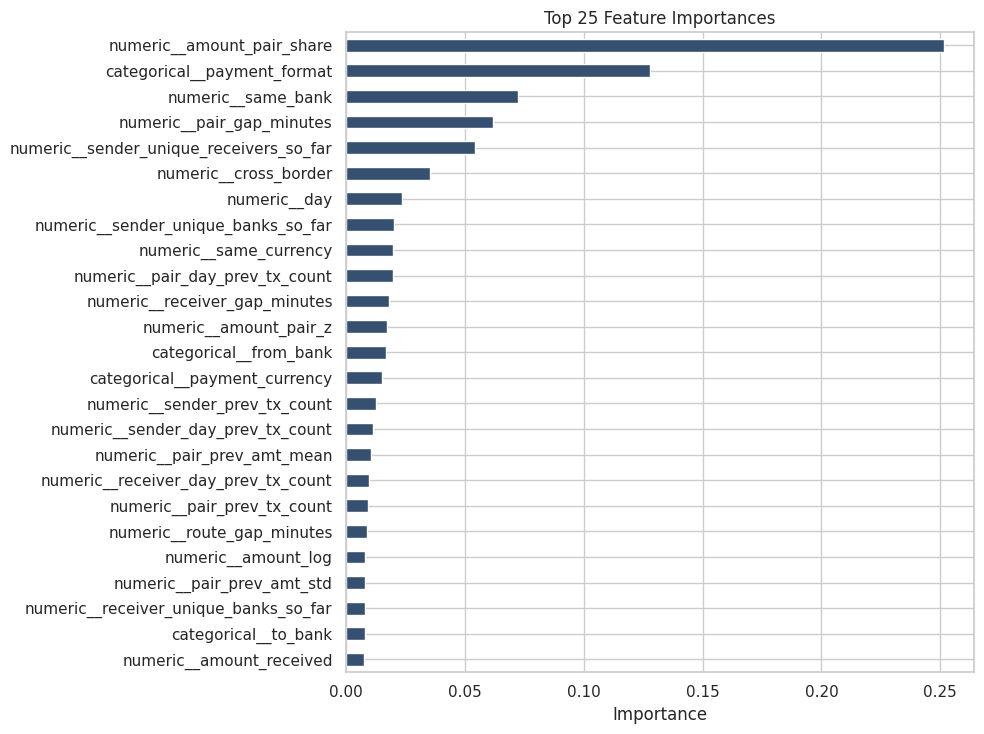 Top 25 Feature Importances
numeric__amount_pair_share
categorical__payment_format
numeric__same_bank
numeric__pair_gap_minutes
numeric__sender_unique_receivers_so_far
numeric__cross_border
numeric__day
numeric__sender_unique_banks_so_far
numeric__same_currency
numeric__pair_day_prev_tx_count
numeric__receiver_gap_minutes
numeric__amount_pair_z
categorical__from_bank
categorical__payment_currency
numeric__sender_prev_tx_count
numeric__sender_day_prev_tx_count
numeric__pair_prev_amt_mean
numeric__receiver_day_prev_tx_count
numeric__pair_prev_tx_count
numeric__route_gap_minutes
numeric__amount_log
numeric__pair_prev_amt_std
numeric__receiver_unique_banks_so_far
categorical__to_bank
numeric__amount_received
0.00 0.05 0.10 0.15 0.20 0.25
Importance